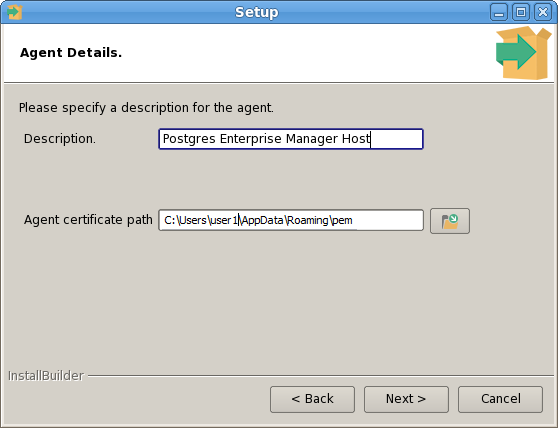 Setup
Agent Details.
Please specify a description for the agent.
Description. Postgres Enterprise Manager Host
Agent certificate path C:\Users\user1\AppData\Roaming\pem
InstallBuilder
< Back Next > Cancel